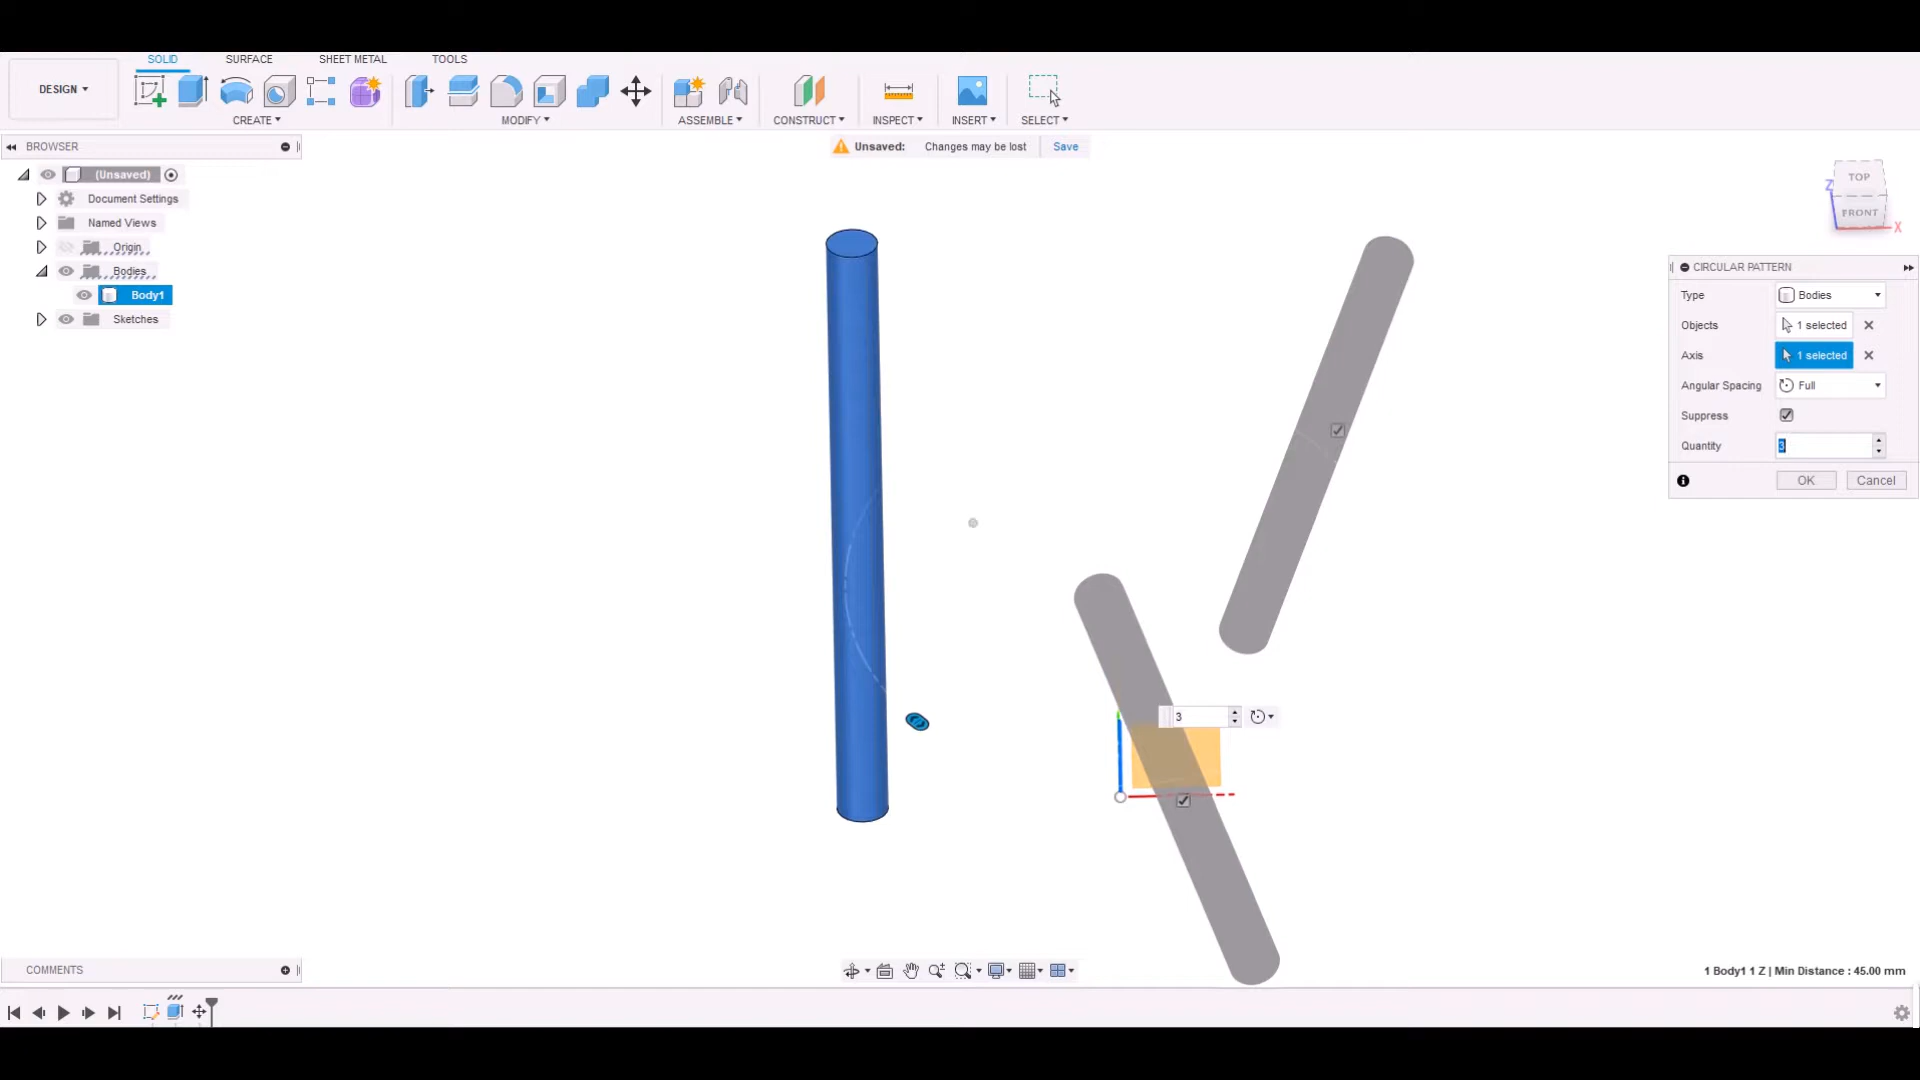 SOLID SURFACE SHEET METAL TOOLS
DESIGN
CREATE MODIFY ASSEMBLE CONSTRUCT INSPECT INSERT SELECT
BROWSER
Unsaved: Changes may be lost Save
(Unsaved)
Document Settings
Named Views
Origin
Bodies
Body1
Sketches
TOP
FRONT
Z
X
CIRCULAR PATTERN
Type Bodies
Objects 1 selected
Axis 1 selected
Angular Spacing Full
Suppress
Quantity 3
OK Cancel
3
COMMENTS
1 Body1 1 Z | Min Distance : 45.00 mm